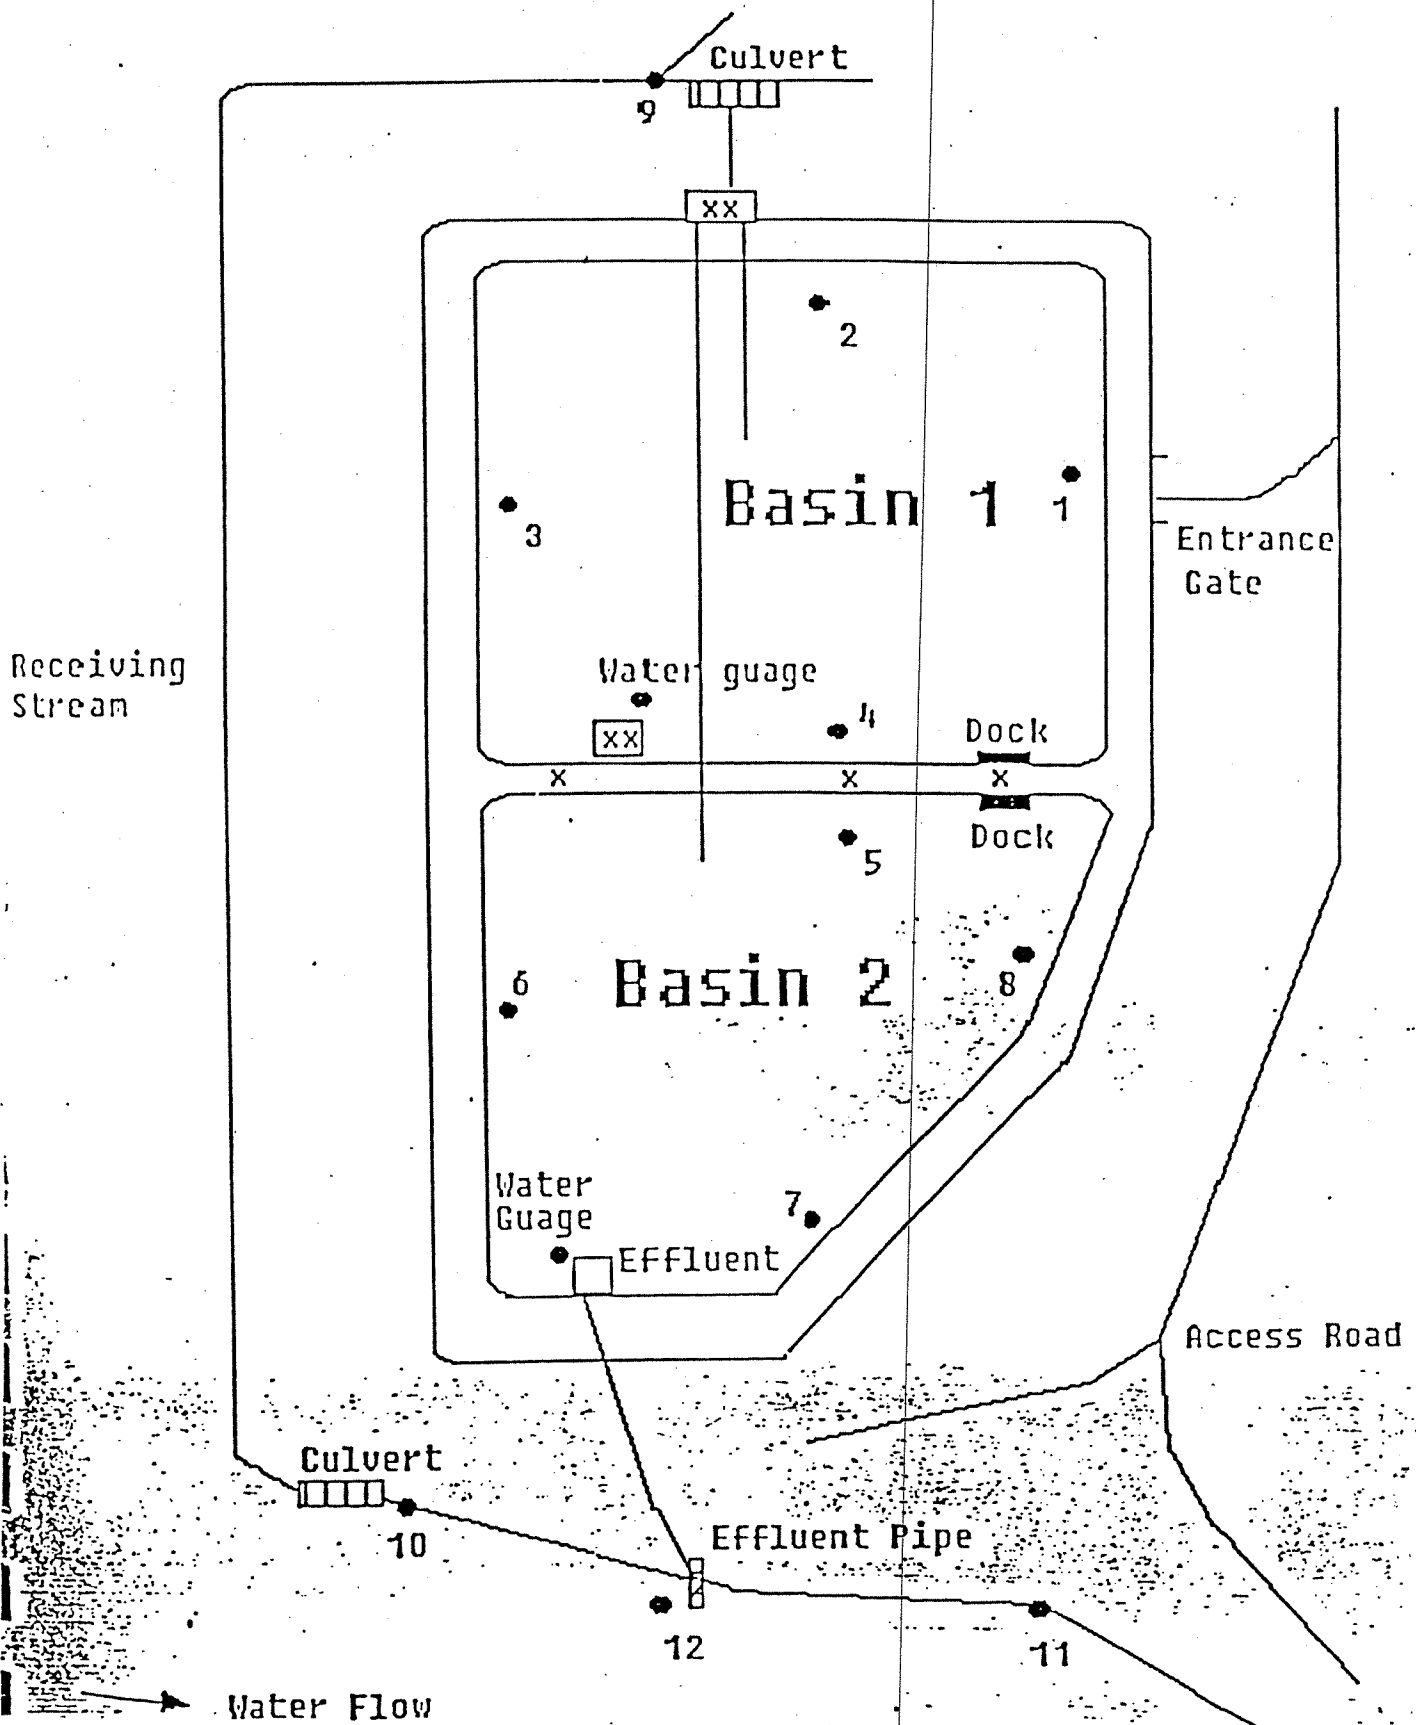 Culvert
9
xx
2
Basin 1
1
3
Entrance
Gate
Receiving
Stream
Water guage
4
Dock
xx
x
x
x
Dock
5
6
Basin 2
8
Water
Guage
7
Effluent
Access Road
Culvert
10
Effluent Pipe
12
11
Water Flow